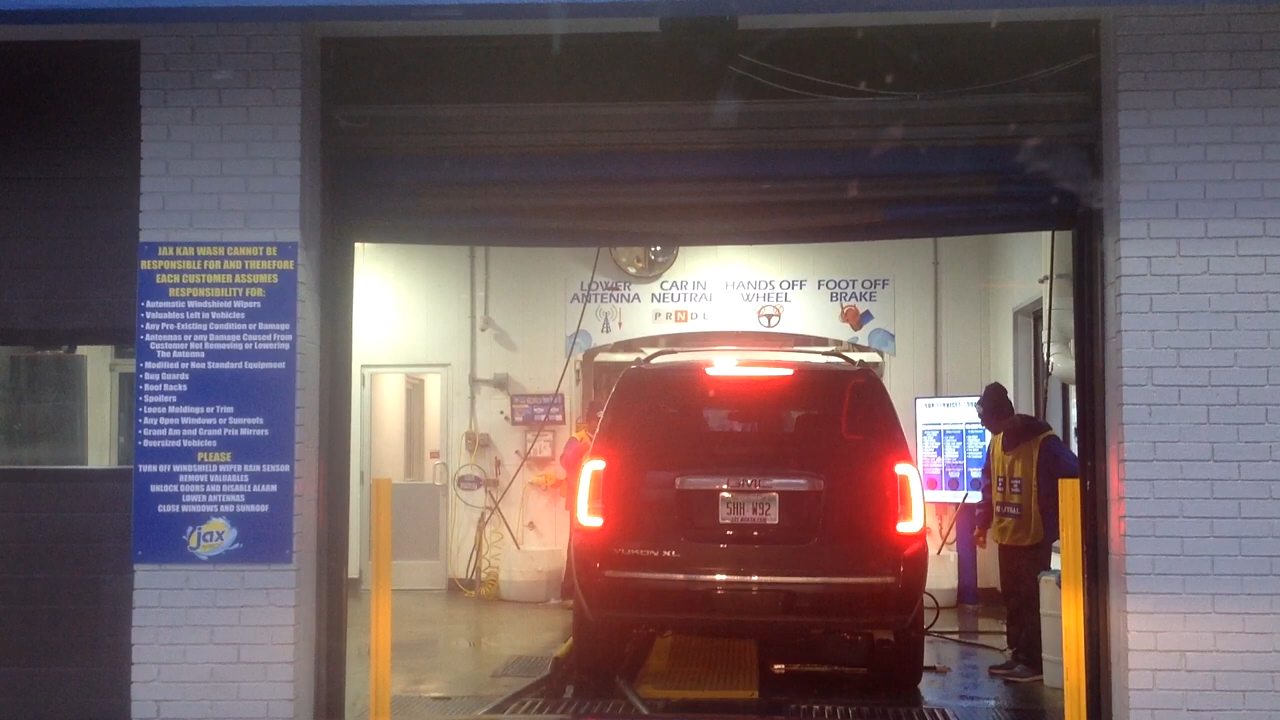 JAX KAR WASH CANNOT BE
RESPONSIBLE FOR AND THEREFORE
EACH CUSTOMER ASSUMES
RESPONSIBILITY FOR:
• Automatic Windshield Wipers
• Valuables Left in Vehicles
• Any Pre-Existing Condition or Damage
• Antennas or any Damage Caused From
Customer Not Removing or Lowering
The Antenna
• Modified or Non Standard Equipment
• Bug Guards
• Roof Racks
• Spoilers
• Loose Moldings or Trim
• Any Open Windows or Sunroofs
• Grand Am and Grand Prix Mirrors
• Oversized Vehicles
PLEASE
TURN OFF WINDSHIELD WIPER RAIN SENSOR
REMOVE VALUABLES
UNLOCK DOORS AND DISABLE ALARM
LOWER ANTENNAS
CLOSE WINDOWS AND SUNROOF
jax
LOWER
ANTENNA
CAR IN
NEUTRAL
P R N D L
HANDS OFF
WHEEL
FOOT OFF
BRAKE
GMC
5HH W92
YUKON XL